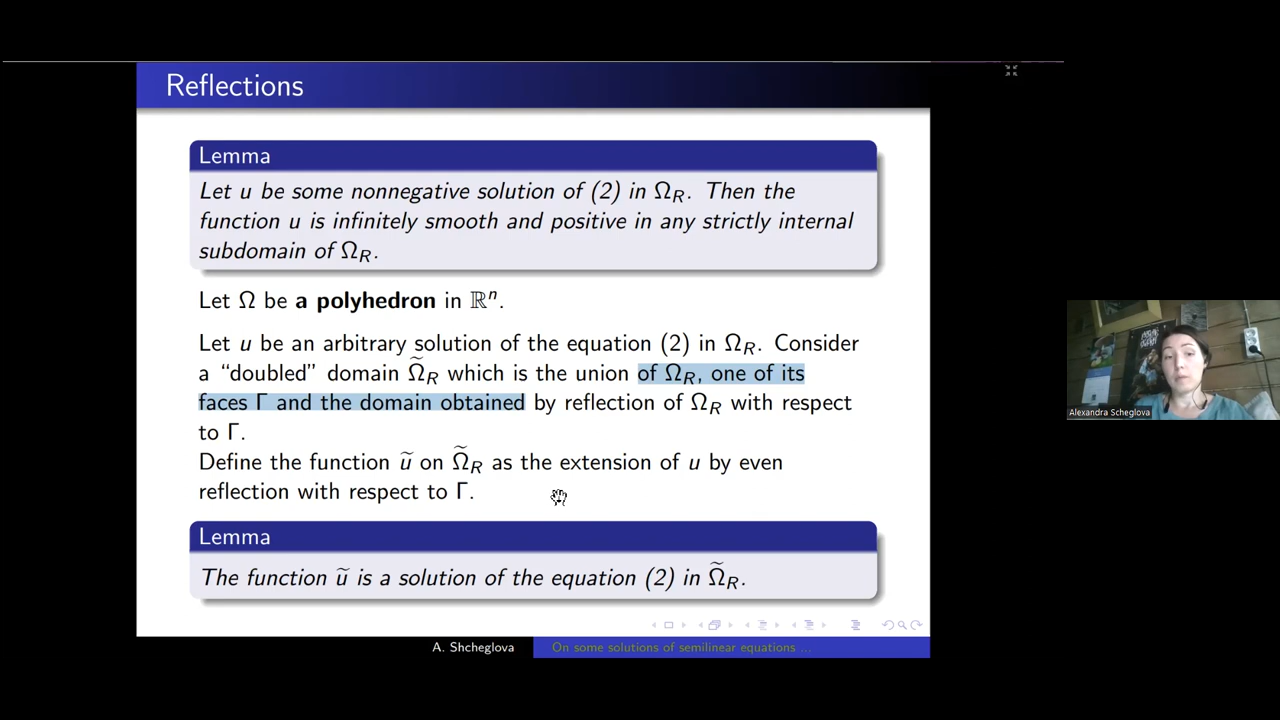 Reflections
Lemma
Let u be some nonnegative solution of (2) in Ω_R. Then the
function u is infinitely smooth and positive in any strictly internal
subdomain of Ω_R.
Let Ω be a polyhedron in ℝⁿ.
Let u be an arbitrary solution of the equation (2) in Ω_R. Consider
a “doubled” domain Ω̃_R which is the union of Ω_R, one of its
faces Γ and the domain obtained by reflection of Ω_R with respect
to Γ.
Define the function ũ on Ω̃_R as the extension of u by even
reflection with respect to Γ.
Lemma
The function ũ is a solution of the equation (2) in Ω̃_R.
A. Shcheglova
On some solutions of semilinear equations ...
Alexandra Scheglova